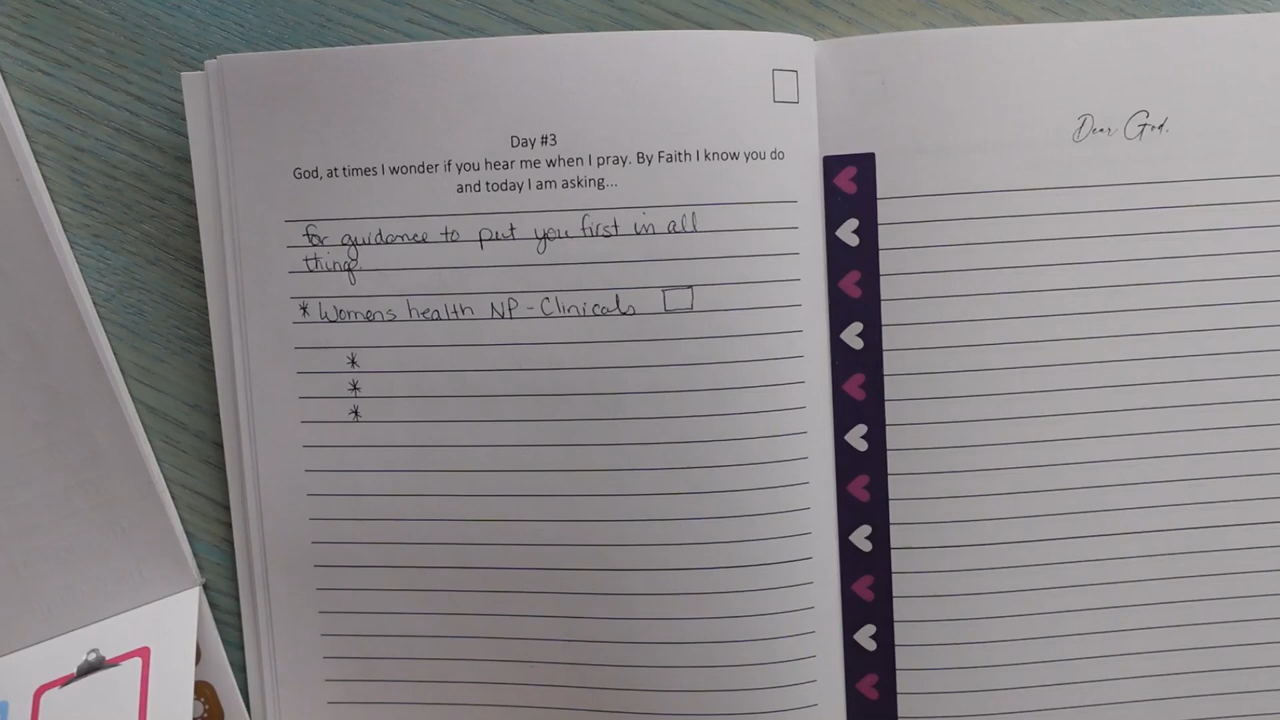 Day #3
God, at times I wonder if you hear me when I pray. By Faith I know you do
and today I am asking...
for guidance to put you first in all
thing.
* Womens health NP - Clinicals
*
*
*
Dear God,